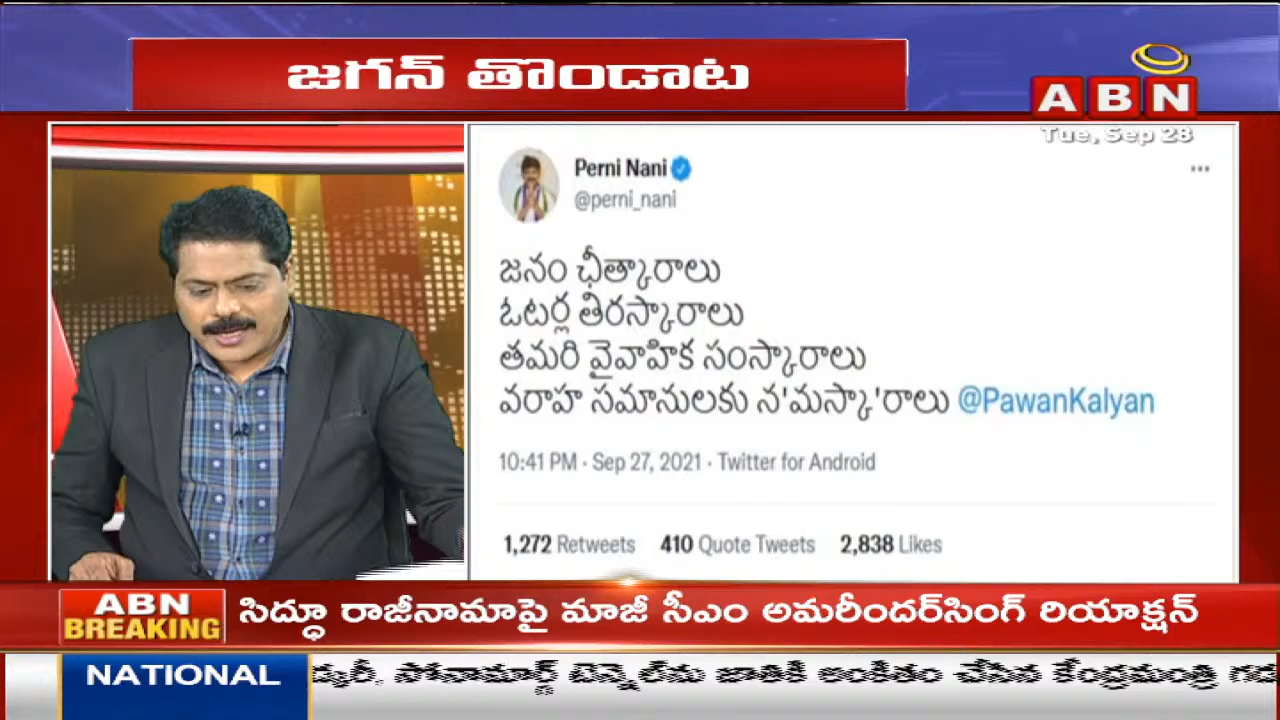 జగన్ తొండాట
ABN
Tue, Sep 28
Perni Nani
@perni_nani
జనం ఛీత్కారాలు
ఓటర్ల తిరస్కారాలు
తమరి వైవాహిక సంస్కారాలు
వరాహ సమానులకు న'మస్కా'రాలు @PawanKalyan
10:41 PM · Sep 27, 2021 · Twitter for Android
1,272 Retweets 410 Quote Tweets 2,838 Likes
ABN BREAKING
సిద్ధూ రాజీనామాపై మాజీ సీఎం అమరీందర్‌సింగ్ రియాక్షన్
NATIONAL
టన్నెల్‌ను జాతికి అంకితం చేసిన కేంద్రమంత్రి